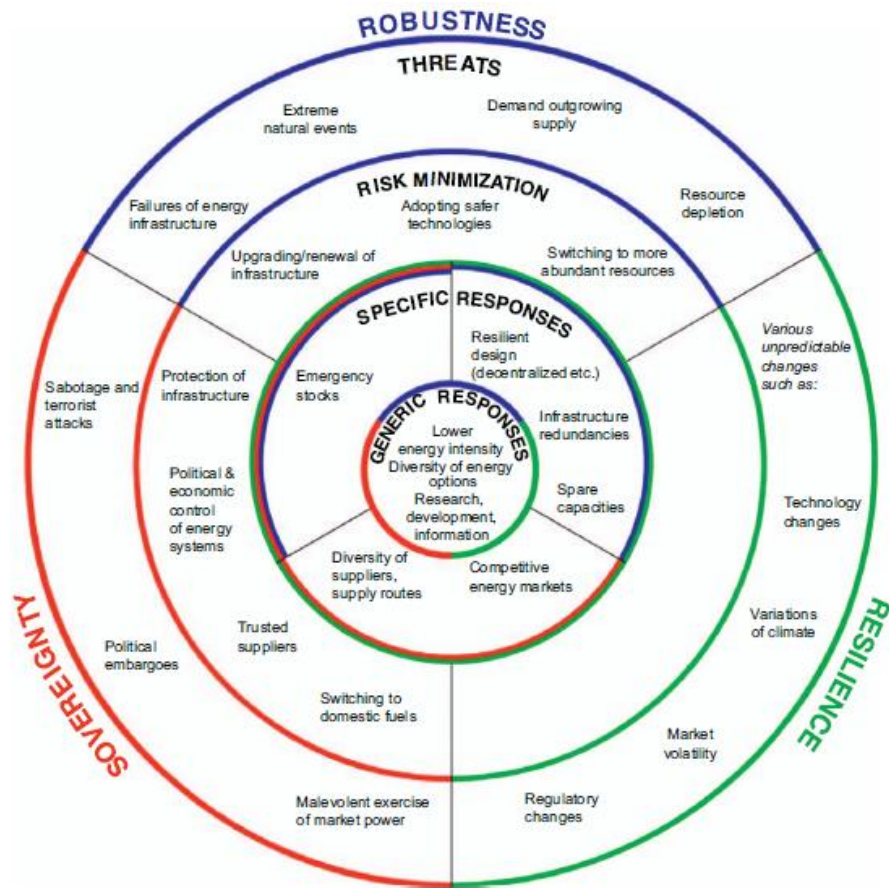 ROBUSTNESS
THREATS
Extreme
natural events
Demand outgrowing
supply
Failures of energy
infrastructure
Resource
depletion
RISK MINIMIZATION
Adopting safer
technologies
Upgrading/renewal of
infrastructure
Switching to more
abundant resources
SPECIFIC RESPONSES
Emergency
stocks
Resilient
design
(decentralized etc.)
Infrastructure
redundancies
Spare
capacities
GENERIC RESPONSES
Lower
energy intensity
Diversity of energy
options
Research,
development,
information
Diversity of
suppliers,
supply routes
Competitive
energy markets
SOVEREIGNTY
Sabotage and
terrorist
attacks
Protection of
infrastructure
Political &
economic
control
of energy
systems
Political
embargoes
Trusted
suppliers
Switching to
domestic fuels
Malevolent exercise
of market power
RESILIENCE
Various
unpredictable
changes
such as:
Technology
changes
Variations
of climate
Market
volatility
Regulatory
changes